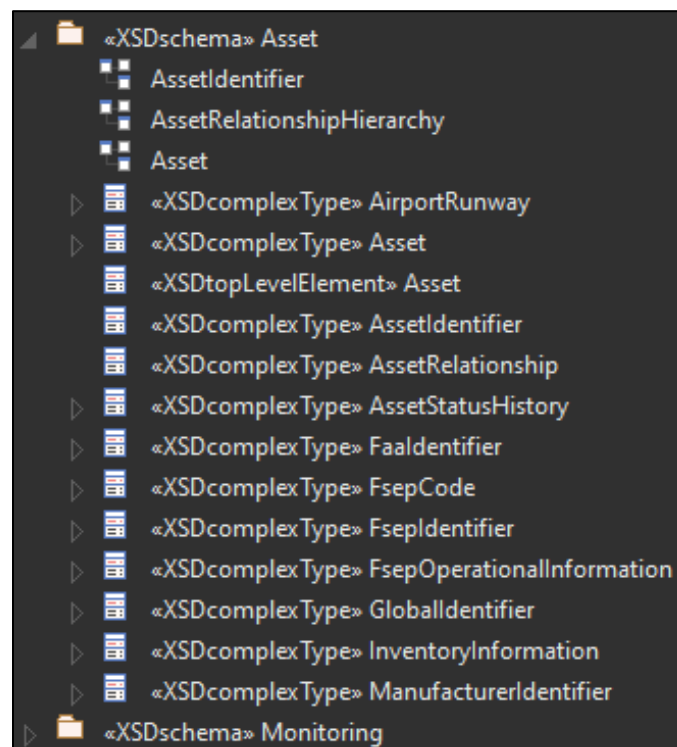 «XSDschema» Asset
AssetIdentifier
AssetRelationshipHierarchy
Asset
«XSDcomplexType» AirportRunway
«XSDcomplexType» Asset
«XSDtopLevelElement» Asset
«XSDcomplexType» AssetIdentifier
«XSDcomplexType» AssetRelationship
«XSDcomplexType» AssetStatusHistory
«XSDcomplexType» FaaIdentifier
«XSDcomplexType» FsepCode
«XSDcomplexType» FsepIdentifier
«XSDcomplexType» FsepOperationalInformation
«XSDcomplexType» GlobalIdentifier
«XSDcomplexType» InventoryInformation
«XSDcomplexType» ManufacturerIdentifier
«XSDschema» Monitoring